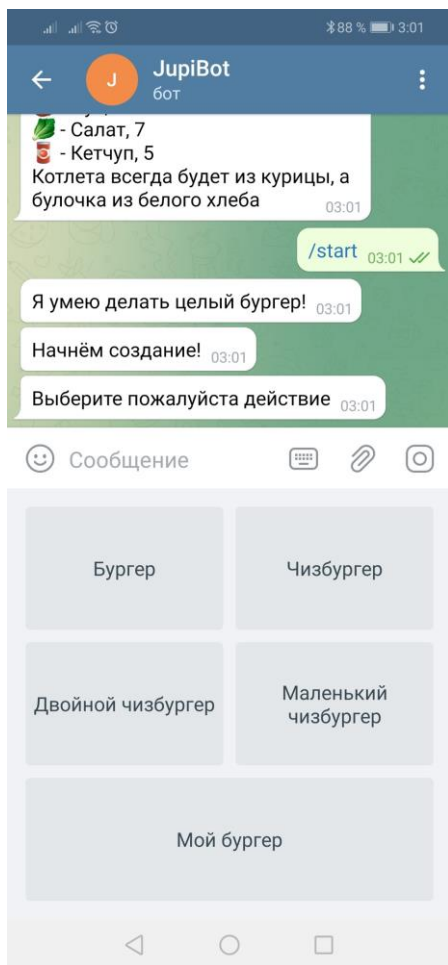 88 % 3:01
J
JupiBot
бот
- Салат, 7
- Кетчуп, 5
Котлета всегда будет из курицы, а
булочка из белого хлеба
03:01
/start 03:01
Я умею делать целый бургер! 03:01
Начнём создание! 03:01
Выберите пожалуйста действие 03:01
Сообщение
Бургер
Чизбургер
Двойной чизбургер
Маленький
чизбургер
Мой бургер